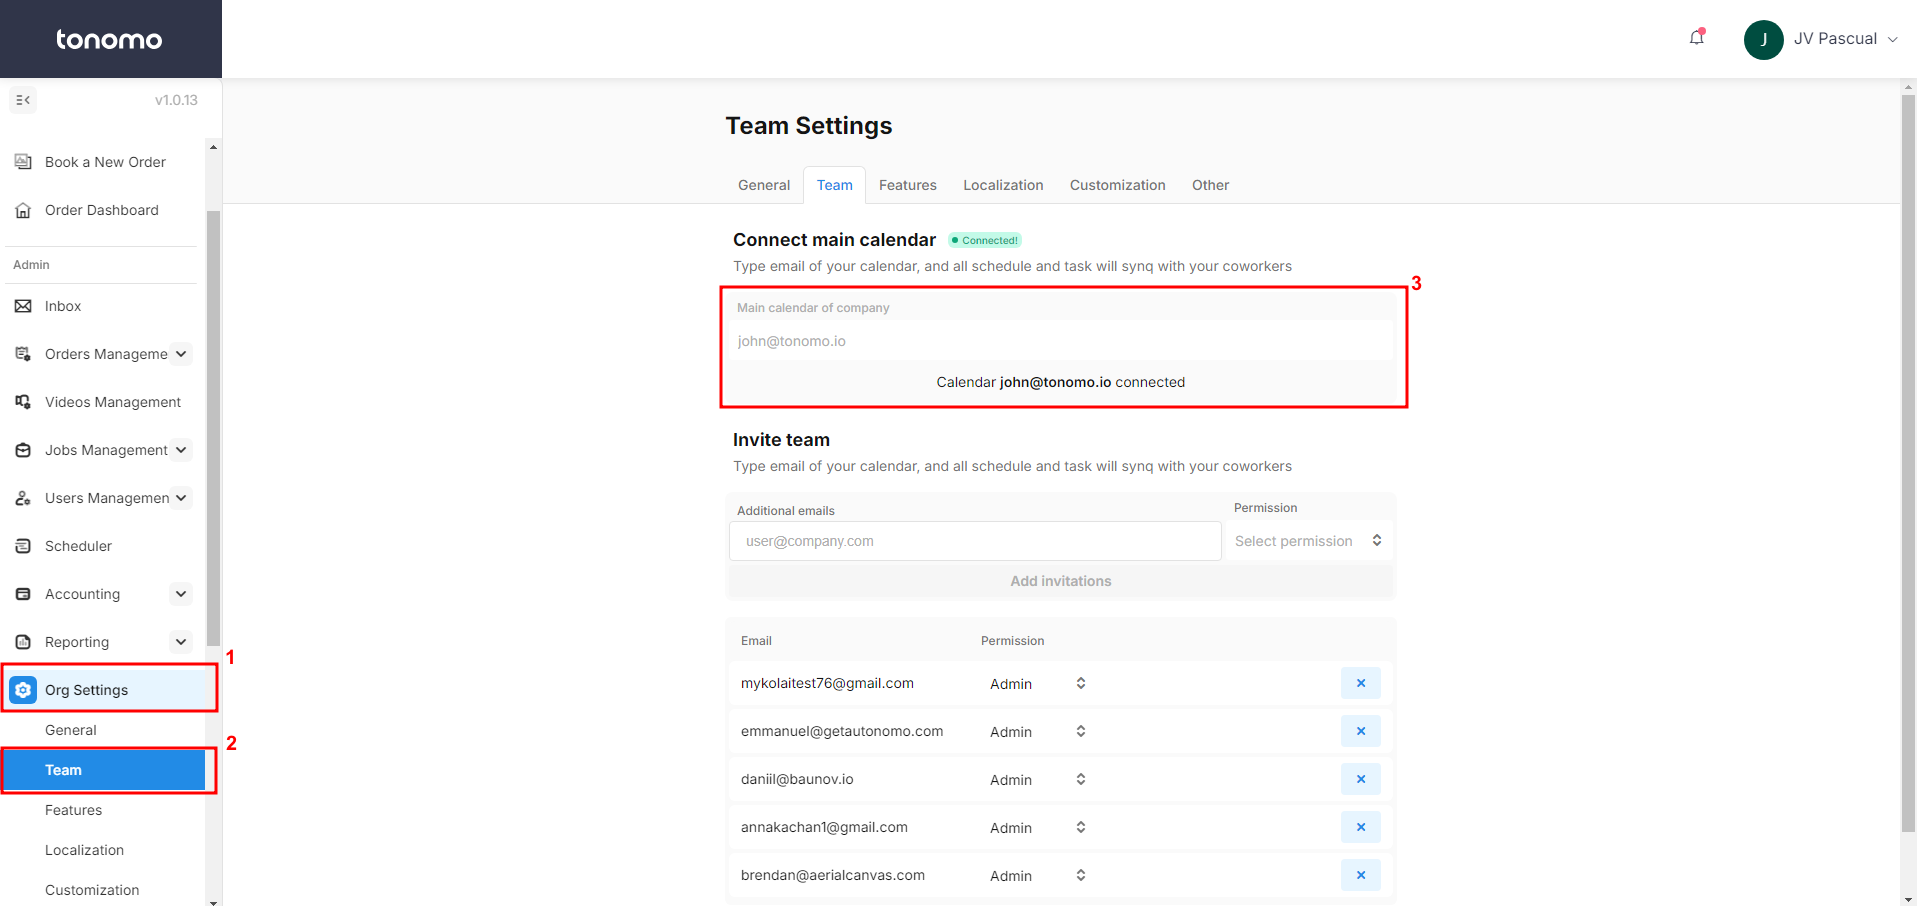 tonomo
J
JV Pascual
v1.0.13
Book a New Order
Order Dashboard
Admin
Inbox
Orders Manageme
Videos Management
Jobs Management
Users Managemen
Scheduler
Accounting
Reporting
1
Org Settings
General
2
Team
Features
Localization
Customization
Team Settings
General Team Features Localization Customization Other
Connect main calendar Connected!
Type email of your calendar, and all schedule and task will synq with your coworkers
3
Main calendar of company
john@tonomo.io
Calendar john@tonomo.io connected
Invite team
Type email of your calendar, and all schedule and task will synq with your coworkers
Additional emails Permission
user@company.com Select permission
Add invitations
Email Permission
mykolaitest76@gmail.com Admin
emmanuel@getautonomo.com Admin
daniil@baunov.io Admin
annakachan1@gmail.com Admin
brendan@aerialcanvas.com Admin